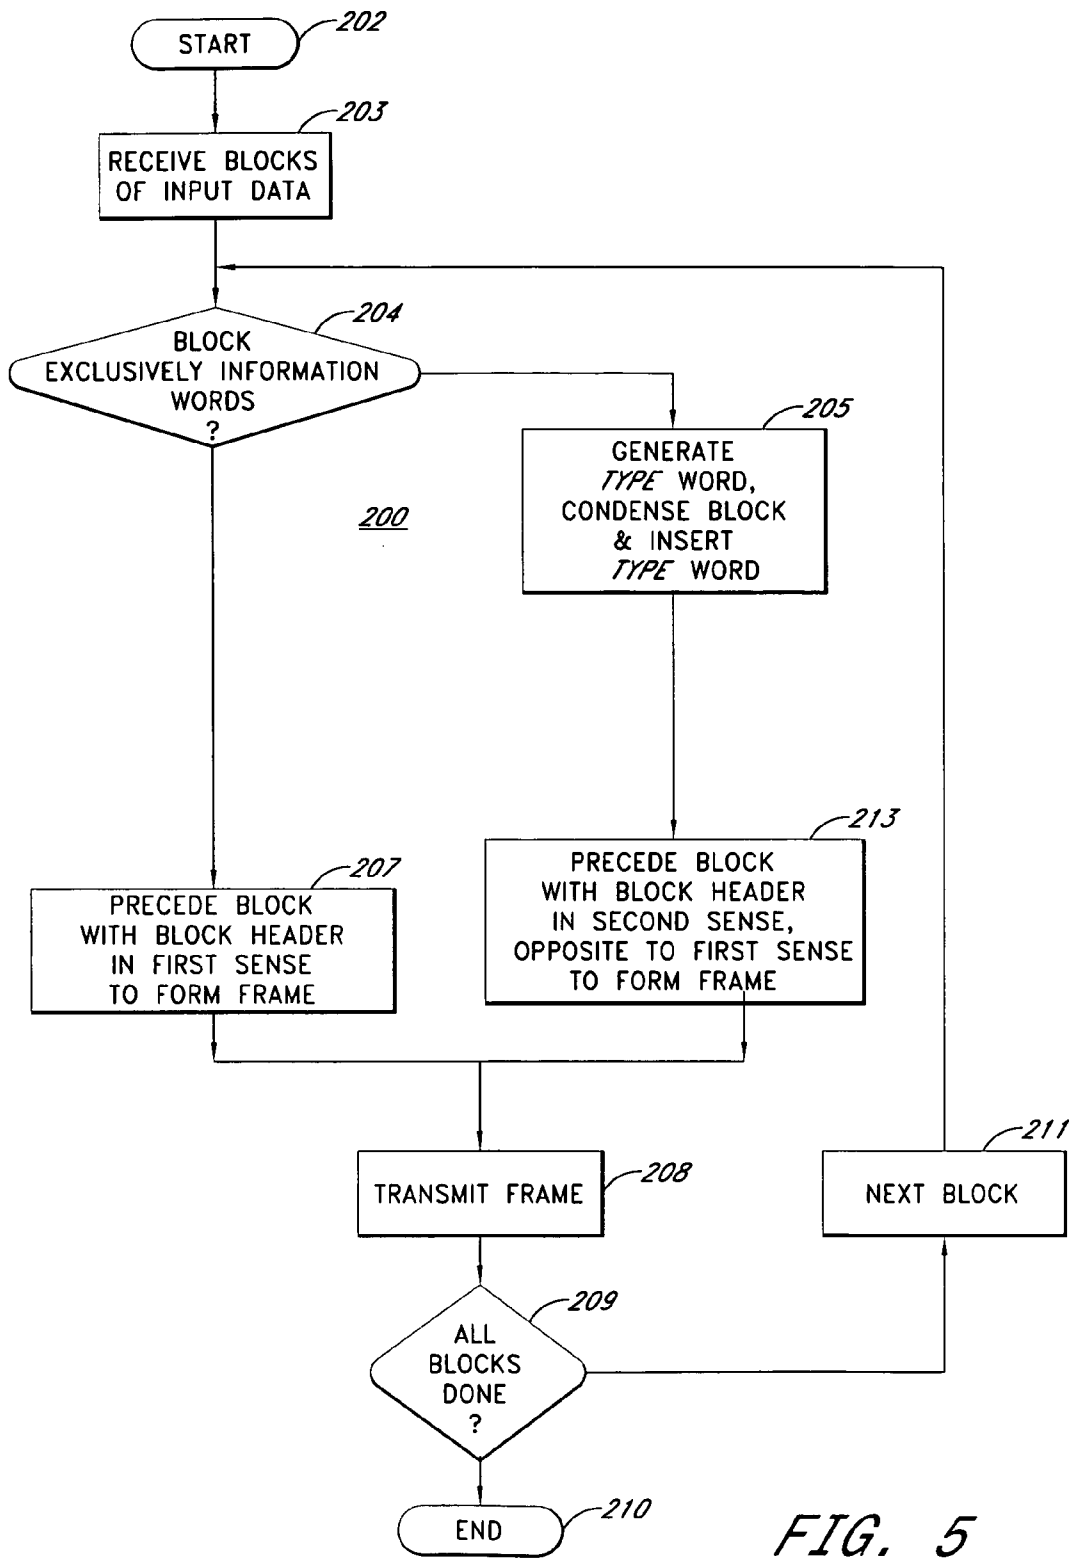 START
202
203
RECEIVE BLOCKS
OF INPUT DATA
204
BLOCK
EXCLUSIVELY INFORMATION
WORDS
?
200
205
GENERATE
TYPE WORD,
CONDENSE BLOCK
& INSERT
TYPE WORD
207
PRECEDE BLOCK
WITH BLOCK HEADER
IN FIRST SENSE
TO FORM FRAME
213
PRECEDE BLOCK
WITH BLOCK HEADER
IN SECOND SENSE,
OPPOSITE TO FIRST SENSE
TO FORM FRAME
TRANSMIT FRAME
208
211
NEXT BLOCK
209
ALL
BLOCKS
DONE
?
END
210
FIG. 5